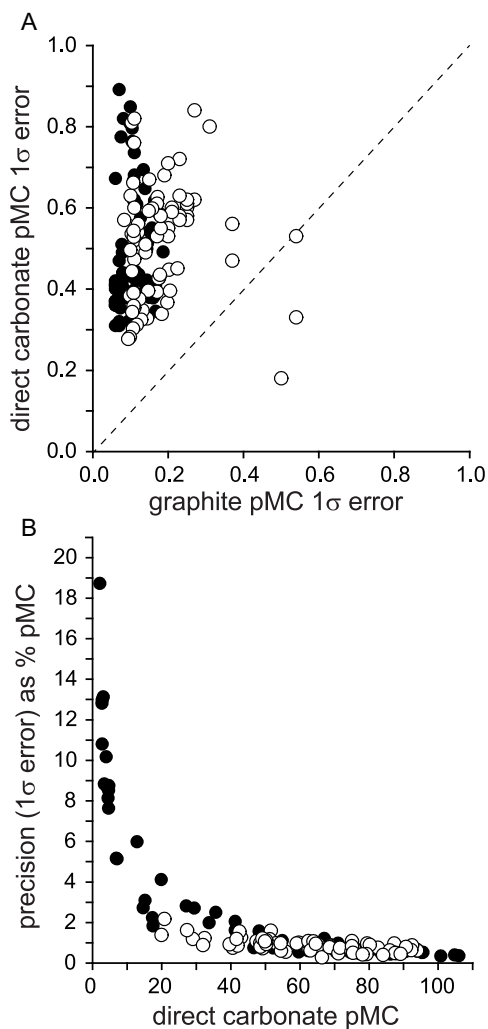 A
direct carbonate pMC 1σ error
1.0
0.8
0.6
0.4
0.2
0.0
0.0 0.2 0.4 0.6 0.8 1.0
graphite pMC 1σ error
B
precision (1σ error) as % pMC
20
18
16
14
12
10
8
6
4
2
0
0 20 40 60 80 100
direct carbonate pMC